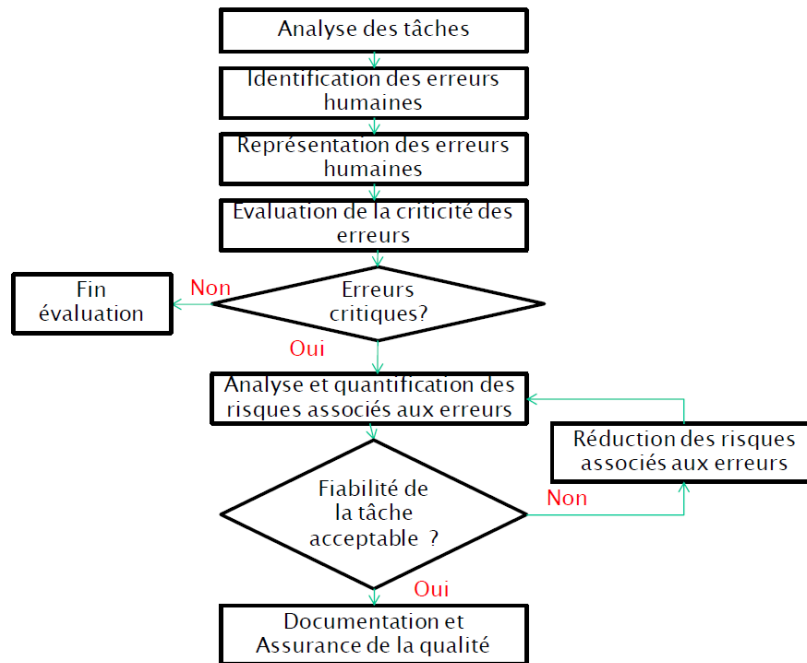 Analyse des tâches
Identification des erreurs
humaines
Représentation des erreurs
humaines
Evaluation de la criticité des
erreurs
Fin
évaluation
Non
Erreurs
critiques?
Oui
Analyse et quantification des
risques associés aux erreurs
Réduction des risques
associés aux erreurs
Fiabilité de
la tâche
acceptable ?
Non
Oui
Documentation et
Assurance de la qualité